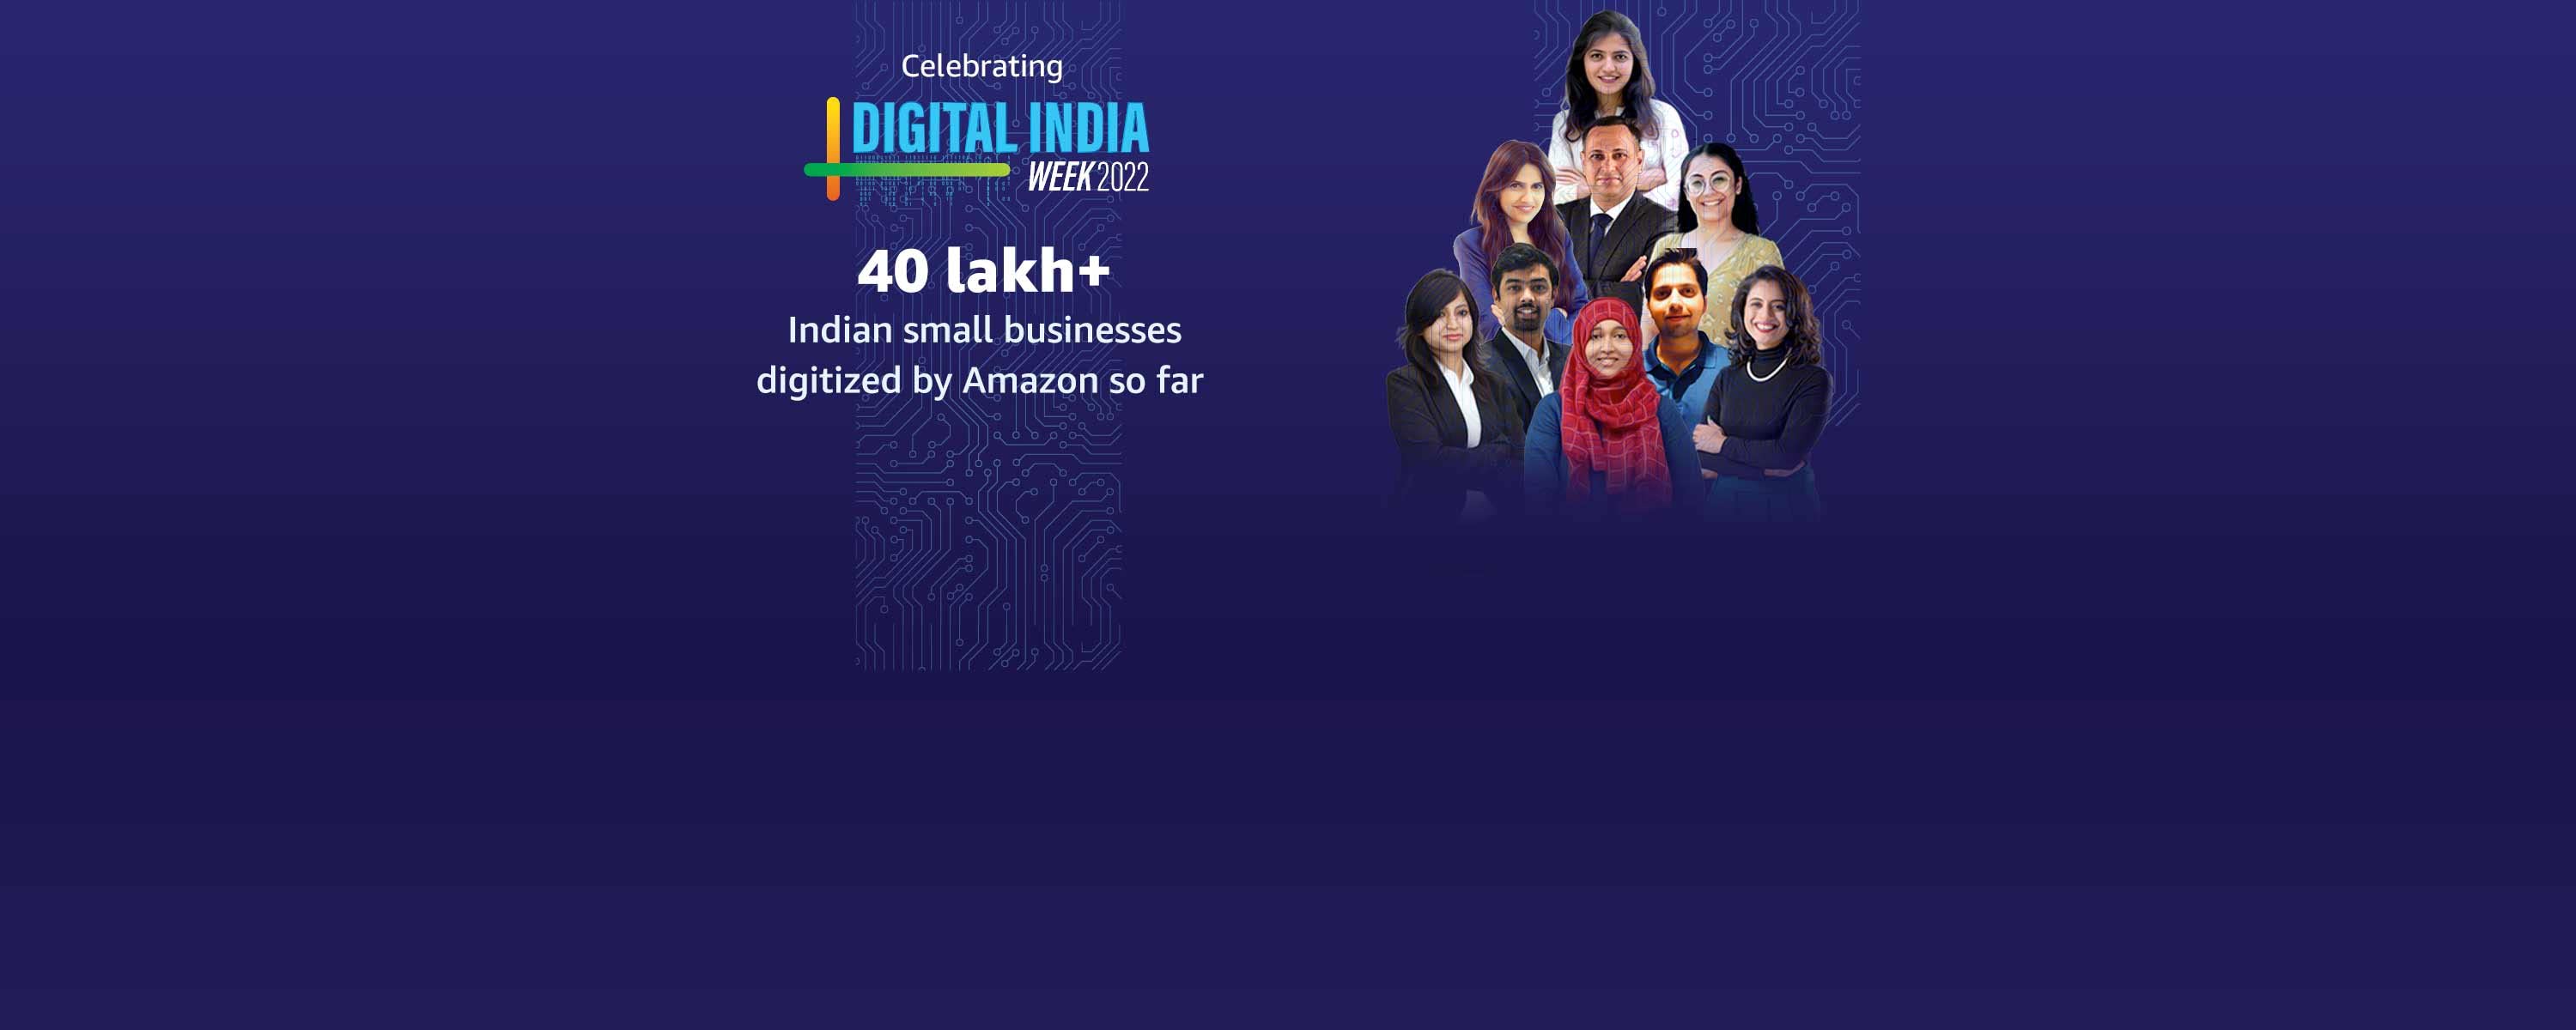 Celebrating
DIGITAL INDIA
WEEK 2022
40 lakh+
Indian small businesses
digitized by Amazon so far